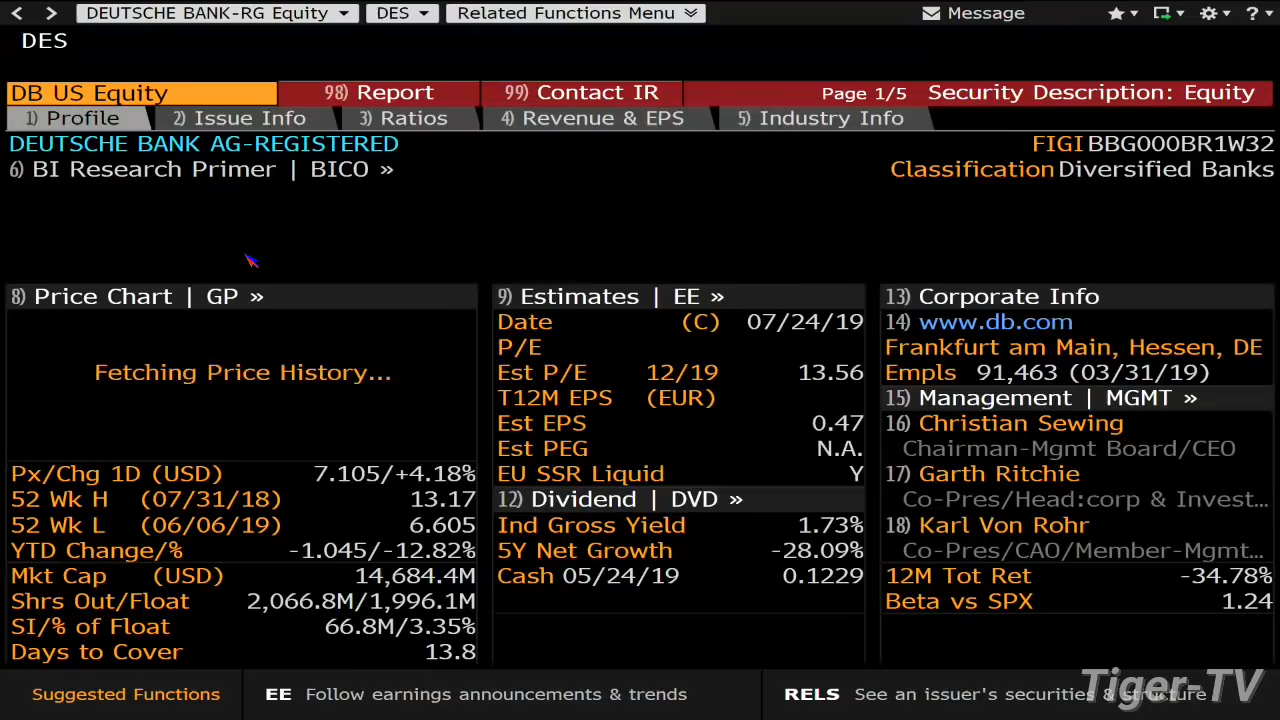 DEUTSCHE BANK-RG Equity DES Related Functions Menu Message ?
DES
DB US Equity 98) Report 99) Contact IR Page 1/5 Security Description: Equity
1) Profile 2) Issue Info 3) Ratios 4) Revenue & EPS 5) Industry Info
DEUTSCHE BANK AG-REGISTERED FIGI BBG000BR1W32
6) BI Research Primer | BICO » Classification Diversified Banks
8) Price Chart | GP »
Fetching Price History...
Px/Chg 1D (USD) 7.105/+4.18%
52 Wk H (07/31/18) 13.17
52 Wk L (06/06/19) 6.605
YTD Change/% -1.045/-12.82%
Mkt Cap (USD) 14,684.4M
Shrs Out/Float 2,066.8M/1,996.1M
SI/% of Float 66.8M/3.35%
Days to Cover 13.8
9) Estimates | EE »
Date (C) 07/24/19
P/E
Est P/E 12/19 13.56
T12M EPS (EUR)
Est EPS 0.47
Est PEG N.A.
EU SSR Liquid Y
12) Dividend | DVD »
Ind Gross Yield 1.73%
5Y Net Growth -28.09%
Cash 05/24/19 0.1229
13) Corporate Info
14) www.db.com
Frankfurt am Main, Hessen, DE
Empls 91,463 (03/31/19)
15) Management | MGMT »
16) Christian Sewing
Chairman-Mgmt Board/CEO
17) Garth Ritchie
Co-Pres/Head:corp & Invest...
18) Karl Von Rohr
Co-Pres/CAO/Member-Mgmt...
12M Tot Ret -34.78%
Beta vs SPX 1.24
Suggested Functions EE Follow earnings announcements & trends RELS See an issuer's securities & structure
Tiger-TV